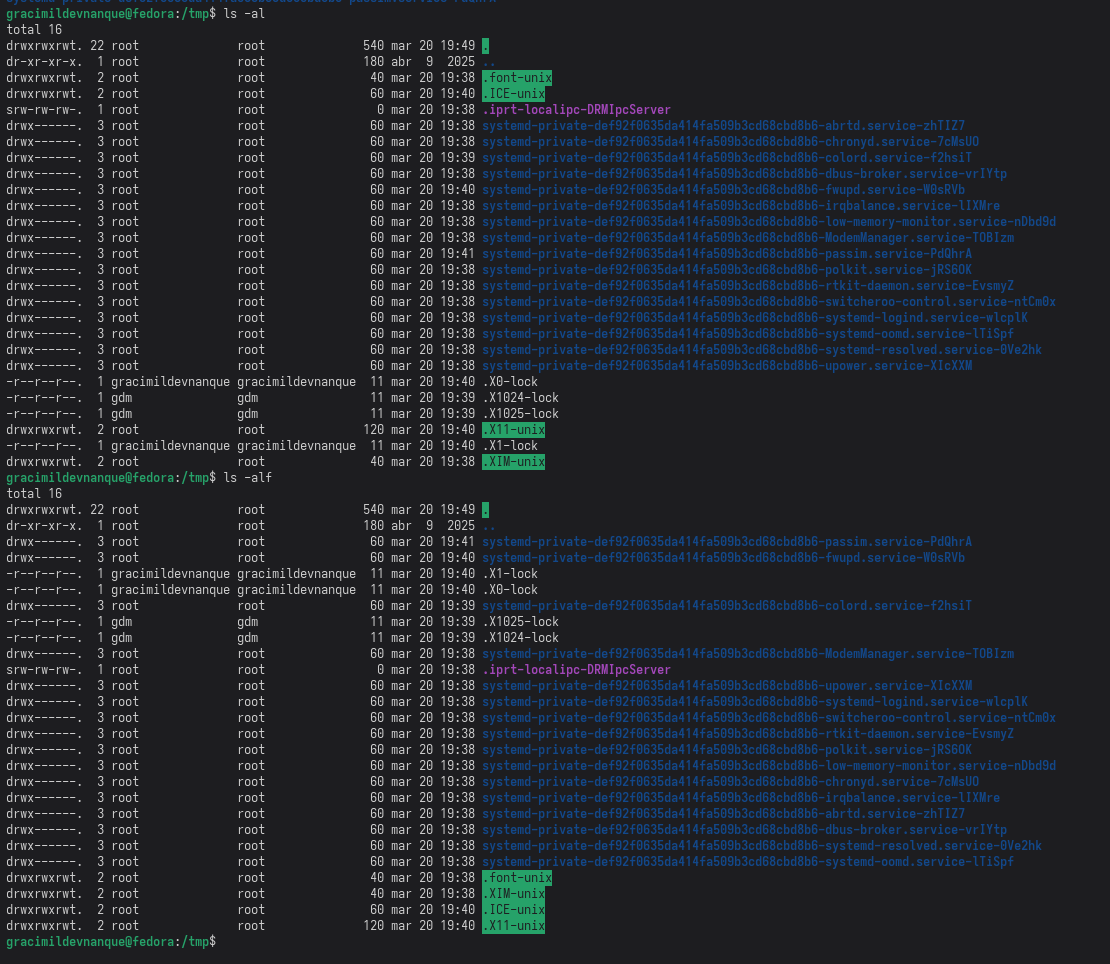 gracimildevnanque@fedora:/tmp$ ls -al
total 16
drwxrwxrwt. 22 root              root              540 mar 20 19:49 .
dr-xr-xr-x.  1 root              root              180 abr  9  2025 ..
drwxrwxrwt.  2 root              root               40 mar 20 19:38 .font-unix
drwxrwxrwt.  2 root              root               60 mar 20 19:40 .ICE-unix
srw-rw-rw-.  1 root              root                0 mar 20 19:38 .iprt-localipc-DRMIpcServer
drwx------.  3 root              root               60 mar 20 19:38 systemd-private-def92f0635da414fa509b3cd68cbd8b6-abrtd.service-zhTIZ7
drwx------.  3 root              root               60 mar 20 19:38 systemd-private-def92f0635da414fa509b3cd68cbd8b6-chronyd.service-7cMsUO
drwx------.  3 root              root               60 mar 20 19:39 systemd-private-def92f0635da414fa509b3cd68cbd8b6-colord.service-f2hsiT
drwx------.  3 root              root               60 mar 20 19:38 systemd-private-def92f0635da414fa509b3cd68cbd8b6-dbus-broker.service-vrIYtp
drwx------.  3 root              root               60 mar 20 19:40 systemd-private-def92f0635da414fa509b3cd68cbd8b6-fwupd.service-W0sRVb
drwx------.  3 root              root               60 mar 20 19:38 systemd-private-def92f0635da414fa509b3cd68cbd8b6-irqbalance.service-lIXMre
drwx------.  3 root              root               60 mar 20 19:38 systemd-private-def92f0635da414fa509b3cd68cbd8b6-low-memory-monitor.service-nDbd9d
drwx------.  3 root              root               60 mar 20 19:38 systemd-private-def92f0635da414fa509b3cd68cbd8b6-ModemManager.service-TOBIzm
drwx------.  3 root              root               60 mar 20 19:41 systemd-private-def92f0635da414fa509b3cd68cbd8b6-passim.service-PdQhrA
drwx------.  3 root              root               60 mar 20 19:38 systemd-private-def92f0635da414fa509b3cd68cbd8b6-polkit.service-jRS6OK
drwx------.  3 root              root               60 mar 20 19:38 systemd-private-def92f0635da414fa509b3cd68cbd8b6-rtkit-daemon.service-EvsmyZ
drwx------.  3 root              root               60 mar 20 19:38 systemd-private-def92f0635da414fa509b3cd68cbd8b6-switcheroo-control.service-ntCm0x
drwx------.  3 root              root               60 mar 20 19:38 systemd-private-def92f0635da414fa509b3cd68cbd8b6-systemd-logind.service-wlcplK
drwx------.  3 root              root               60 mar 20 19:38 systemd-private-def92f0635da414fa509b3cd68cbd8b6-systemd-oomd.service-lTiSpf
drwx------.  3 root              root               60 mar 20 19:38 systemd-private-def92f0635da414fa509b3cd68cbd8b6-systemd-resolved.service-0Ve2hk
drwx------.  3 root              root               60 mar 20 19:38 systemd-private-def92f0635da414fa509b3cd68cbd8b6-upower.service-XIcXXM
-r--r--r--.  1 gracimildevnanque gracimildevnanque  11 mar 20 19:40 .X0-lock
-r--r--r--.  1 gdm               gdm                11 mar 20 19:39 .X1024-lock
-r--r--r--.  1 gdm               gdm                11 mar 20 19:39 .X1025-lock
drwxrwxrwt.  2 root              root              120 mar 20 19:40 .X11-unix
-r--r--r--.  1 gracimildevnanque gracimildevnanque  11 mar 20 19:40 .X1-lock
drwxrwxrwt.  2 root              root               40 mar 20 19:38 .XIM-unix
gracimildevnanque@fedora:/tmp$ ls -alf
total 16
drwxrwxrwt. 22 root              root              540 mar 20 19:49 .
dr-xr-xr-x.  1 root              root              180 abr  9  2025 ..
drwx------.  3 root              root               60 mar 20 19:41 systemd-private-def92f0635da414fa509b3cd68cbd8b6-passim.service-PdQhrA
drwx------.  3 root              root               60 mar 20 19:40 systemd-private-def92f0635da414fa509b3cd68cbd8b6-fwupd.service-W0sRVb
-r--r--r--.  1 gracimildevnanque gracimildevnanque  11 mar 20 19:40 .X1-lock
-r--r--r--.  1 gracimildevnanque gracimildevnanque  11 mar 20 19:40 .X0-lock
drwx------.  3 root              root               60 mar 20 19:39 systemd-private-def92f0635da414fa509b3cd68cbd8b6-colord.service-f2hsiT
-r--r--r--.  1 gdm               gdm                11 mar 20 19:39 .X1025-lock
-r--r--r--.  1 gdm               gdm                11 mar 20 19:39 .X1024-lock
drwx------.  3 root              root               60 mar 20 19:38 systemd-private-def92f0635da414fa509b3cd68cbd8b6-ModemManager.service-TOBIzm
srw-rw-rw-.  1 root              root                0 mar 20 19:38 .iprt-localipc-DRMIpcServer
drwx------.  3 root              root               60 mar 20 19:38 systemd-private-def92f0635da414fa509b3cd68cbd8b6-upower.service-XIcXXM
drwx------.  3 root              root               60 mar 20 19:38 systemd-private-def92f0635da414fa509b3cd68cbd8b6-systemd-logind.service-wlcplK
drwx------.  3 root              root               60 mar 20 19:38 systemd-private-def92f0635da414fa509b3cd68cbd8b6-switcheroo-control.service-ntCm0x
drwx------.  3 root              root               60 mar 20 19:38 systemd-private-def92f0635da414fa509b3cd68cbd8b6-rtkit-daemon.service-EvsmyZ
drwx------.  3 root              root               60 mar 20 19:38 systemd-private-def92f0635da414fa509b3cd68cbd8b6-polkit.service-jRS6OK
drwx------.  3 root              root               60 mar 20 19:38 systemd-private-def92f0635da414fa509b3cd68cbd8b6-low-memory-monitor.service-nDbd9d
drwx------.  3 root              root               60 mar 20 19:38 systemd-private-def92f0635da414fa509b3cd68cbd8b6-chronyd.service-7cMsUO
drwx------.  3 root              root               60 mar 20 19:38 systemd-private-def92f0635da414fa509b3cd68cbd8b6-irqbalance.service-lIXMre
drwx------.  3 root              root               60 mar 20 19:38 systemd-private-def92f0635da414fa509b3cd68cbd8b6-abrtd.service-zhTIZ7
drwx------.  3 root              root               60 mar 20 19:38 systemd-private-def92f0635da414fa509b3cd68cbd8b6-dbus-broker.service-vrIYtp
drwx------.  3 root              root               60 mar 20 19:38 systemd-private-def92f0635da414fa509b3cd68cbd8b6-systemd-resolved.service-0Ve2hk
drwx------.  3 root              root               60 mar 20 19:38 systemd-private-def92f0635da414fa509b3cd68cbd8b6-systemd-oomd.service-lTiSpf
drwxrwxrwt.  2 root              root               40 mar 20 19:38 .font-unix
drwxrwxrwt.  2 root              root               40 mar 20 19:38 .XIM-unix
drwxrwxrwt.  2 root              root               60 mar 20 19:40 .ICE-unix
drwxrwxrwt.  2 root              root              120 mar 20 19:40 .X11-unix
gracimildevnanque@fedora:/tmp$